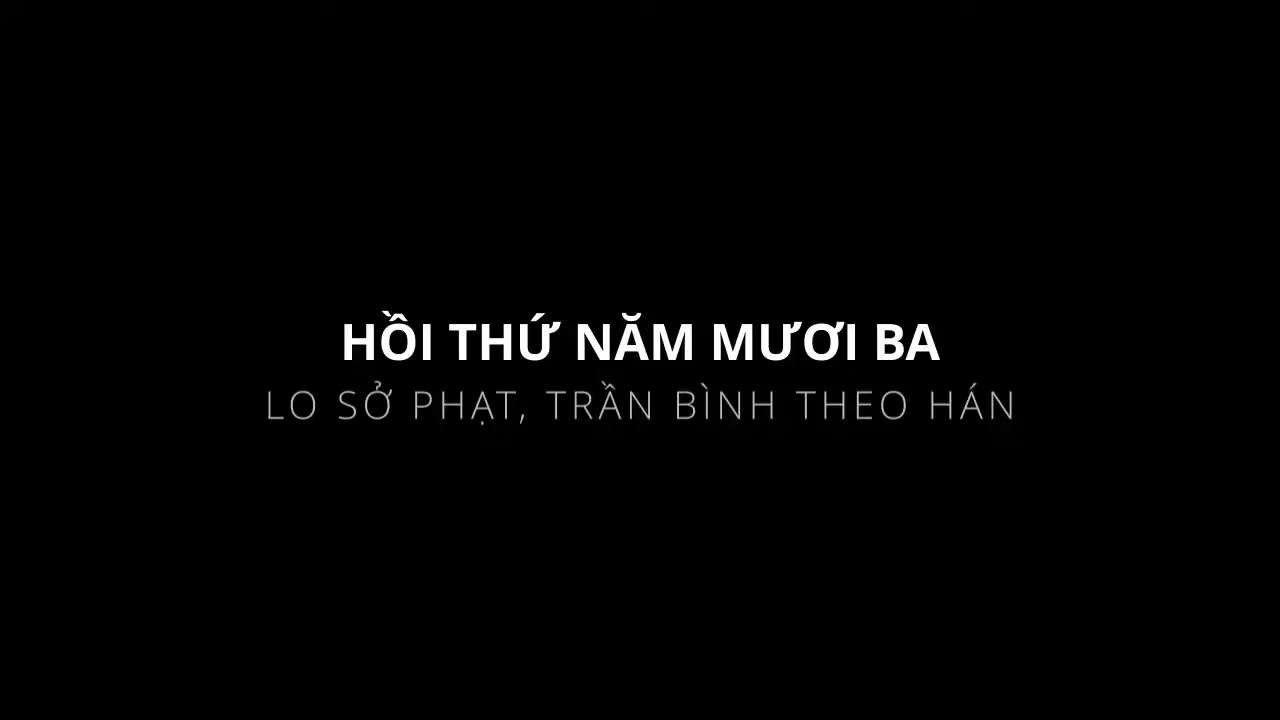 HỒI THỨ NĂM MƯƠI BA
LO SỞ PHẠT, TRẦN BÌNH THEO HÁN